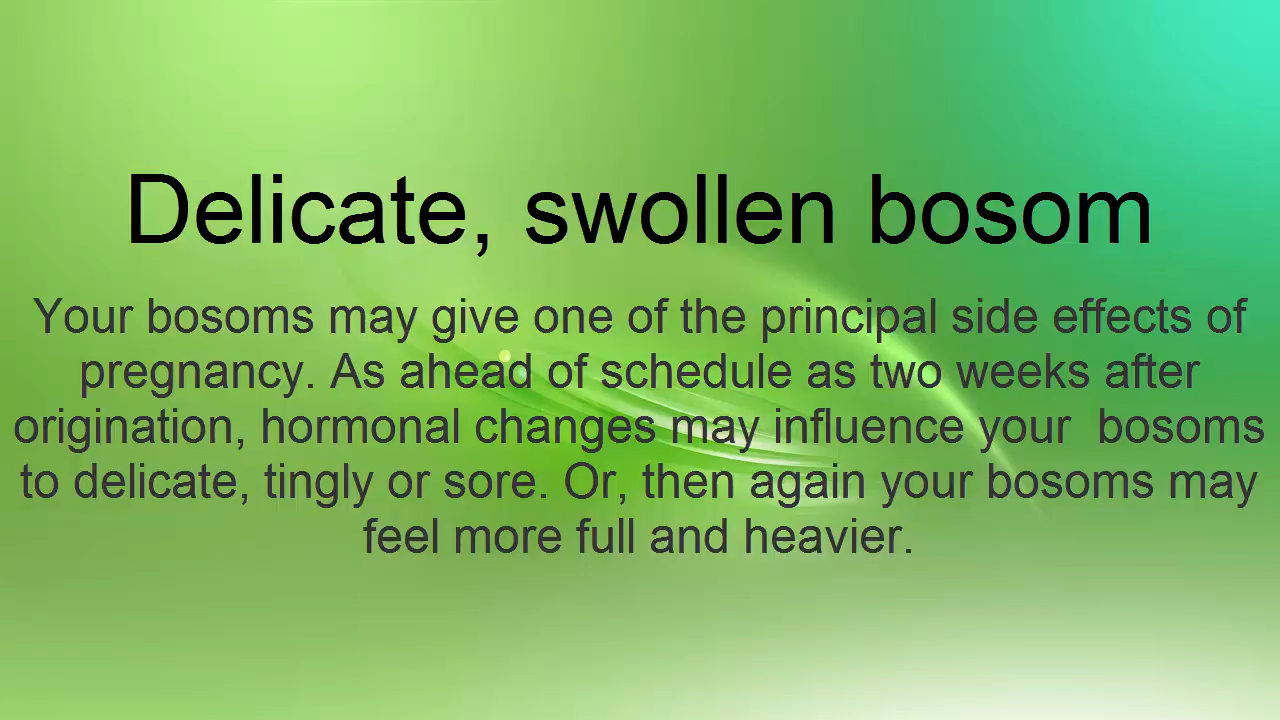 Delicate, swollen bosom
Your bosoms may give one of the principal side effects of
pregnancy. As ahead of schedule as two weeks after
origination, hormonal changes may influence your  bosoms
to delicate, tingly or sore. Or, then again your bosoms may
feel more full and heavier.